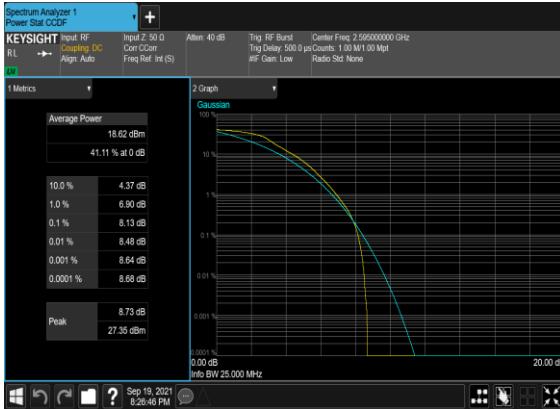 Spectrum Analyzer 1
Power Stat CCDF
+
KEYSIGHT
RL
LXI
Input: RF
Coupling: DC
Align: Auto
Input Z: 50 Ω
Corr CCorr
Freq Ref: Int (S)
Atten: 40 dB
Trig: RF Burst
Trig Delay: 500.0 µs
#IF Gain: Low
Center Freq: 2.595000000 GHz
Counts: 1.00 M/1.00 Mpt
Radio Std: None
1 Metrics
Average Power
18.62 dBm
41.11 % at 0 dB
10.0 % 4.37 dB
1.0 % 6.90 dB
0.1 % 8.13 dB
0.01 % 8.48 dB
0.001 % 8.64 dB
0.0001 % 8.68 dB
Peak
8.73 dB
27.35 dBm
2 Graph
Gaussian
100 %
10 %
1 %
0.1 %
0.01 %
0.001 %
0.0001 %
0.00 dB
20.00 d
Info BW 25.000 MHz
?
Sep 19, 2021
8:26:46 PM